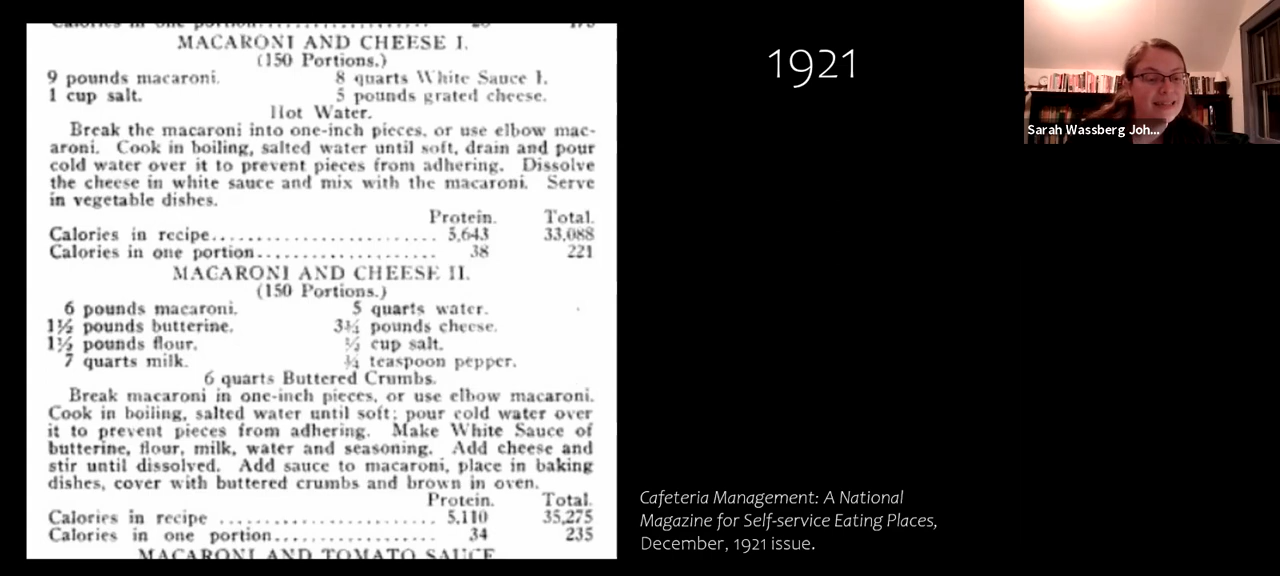 MACARONI AND CHEESE I.
(150 Portions.)
9 pounds macaroni. 8 quarts White Sauce I.
1 cup salt. 5 pounds grated cheese.
Hot Water.
Break the macaroni into one-inch pieces, or use elbow mac-
aroni. Cook in boiling, salted water until soft, drain and pour
cold water over it to prevent pieces from adhering. Dissolve
the cheese in white sauce and mix with the macaroni. Serve
in vegetable dishes.
Protein. Total.
Calories in recipe........................ 5,643 33,088
Calories in one portion................... 38 221
MACARONI AND CHEESE II.
(150 Portions.)
6 pounds macaroni. 5 quarts water.
1½ pounds butterine. pounds cheese.
1½ pounds flour. cup salt.
7 quarts milk. teaspoon pepper.
6 quarts Buttered Crumbs.
Break macaroni in one-inch pieces, or use elbow macaroni.
Cook in boiling, salted water until soft; pour cold water over
it to prevent pieces from adhering. Make White Sauce of
butterine, flour, milk, water and seasoning. Add cheese and
stir until dissolved. Add sauce to macaroni, place in baking
dishes, cover with buttered crumbs and brown in oven.
Protein. Total.
Calories in recipe ....................... 5,110 35,275
Calories in one portion.................. 34 235
MACARONI AND TOMATO SAUCE
1921
Sarah Wassberg Joh...
Cafeteria Management: A National
Magazine for Self-service Eating Places,
December, 1921 issue.